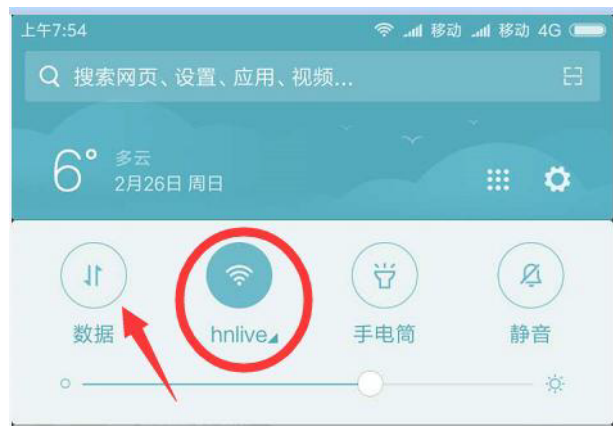 上午7:54 移动 移动 4G
搜索网页、设置、应用、视频...
6° 多云
2月26日 周日
数据 hnlive 手电筒 静音